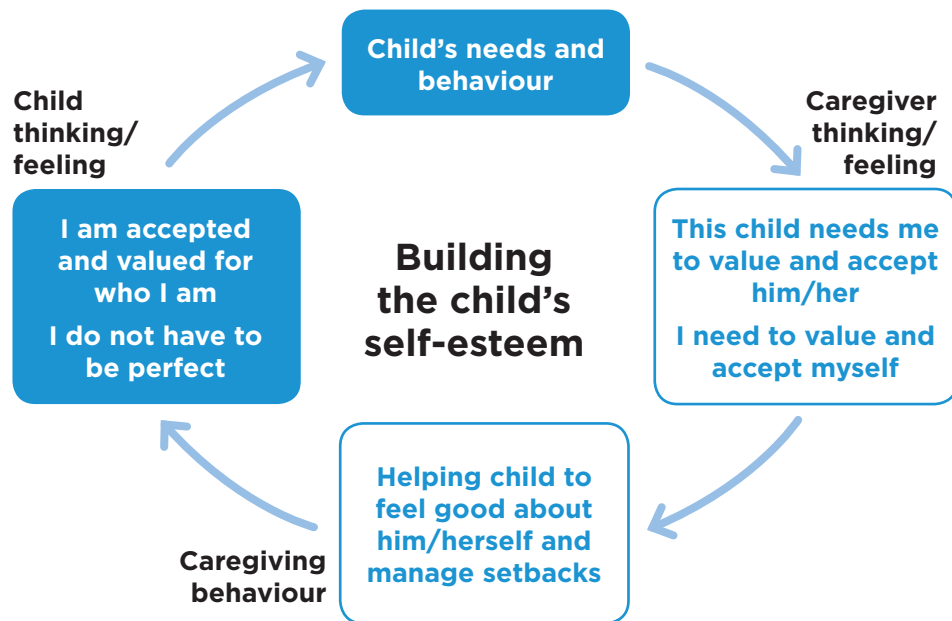 Child's needs and
behaviour
Child
thinking/
feeling
Caregiver
thinking/
feeling
I am accepted
and valued for
who I am
I do not have to
be perfect
Building
the child's
self-esteem
This child needs me
to value and accept
him/her
I need to value and
accept myself
Helping child to
feel good about
him/herself and
manage setbacks
Caregiving
behaviour